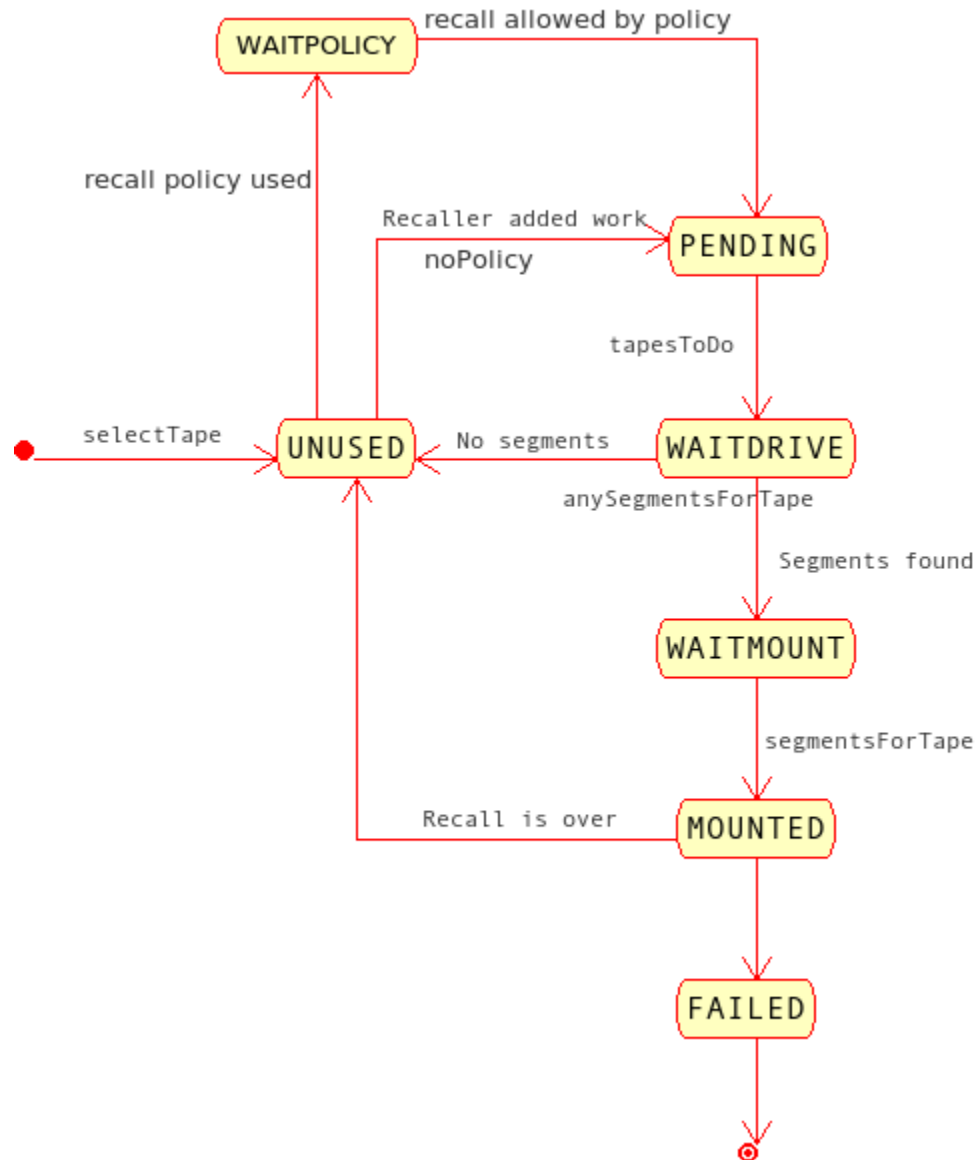 recall allowed by policy
WAITPOLICY
recall policy used
Recaller added work
noPolicy
PENDING
tapesToDo
selectTape
UNUSED
No segments
WAITDRIVE
anySegmentsForTape
Segments found
WAITMOUNT
segmentsForTape
Recall is over
MOUNTED
FAILED